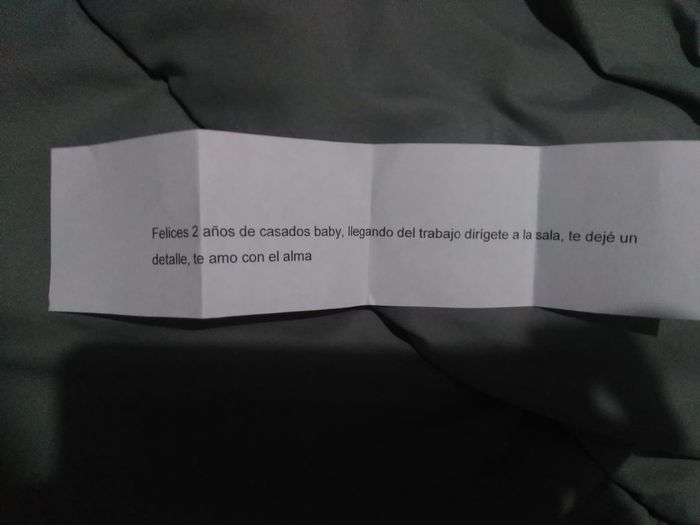 Felices 2 años de casados baby, llegando del trabajo dirígete a la sala, te dejé un
detalle, te amo con el alma